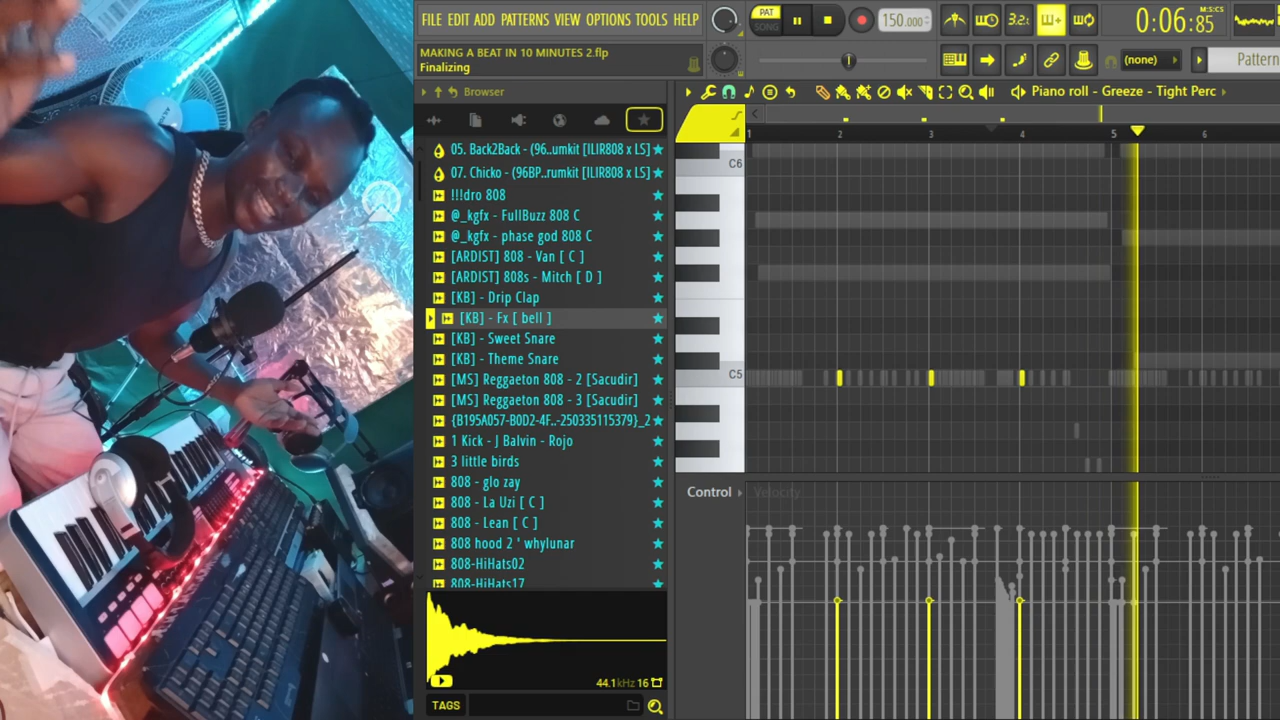 FILE EDIT ADD PATTERNS VIEW OPTIONS TOOLS HELP
PAT
SONG
150.000
3.2.
0:06:85
M:S:CS
MAKING A BEAT IN 10 MINUTES 2.flp
Finalizing
(none)
Pattern
Browser
Piano roll - Greeze - Tight Perc
1 2 3 4 5 6
05. Back2Back - (96..umkit [ILIR808 x LS]
07. Chicko - (96BP..rumkit [ILIR808 x LS]
!!!dro 808
@_kgfx - FullBuzz 808 C
@_kgfx - phase god 808 C
[ARDIST] 808 - Van [ C ]
[ARDIST] 808s - Mitch [ D ]
[KB] - Drip Clap
[KB] - Fx [ bell ]
[KB] - Sweet Snare
[KB] - Theme Snare
[MS] Reggaeton 808 - 2 [Sacudir]
[MS] Reggaeton 808 - 3 [Sacudir]
{B195A057-B0D2-4F..-250335115379}_2
1 Kick - J Balvin - Rojo
3 little birds
808 - glo zay
808 - La Uzi [ C ]
808 - Lean [ C ]
808 hood 2 ' whylunar
808-HiHats02
808-HiHats17
C6
C5
Control
Velocity
44.1kHz 16
TAGS